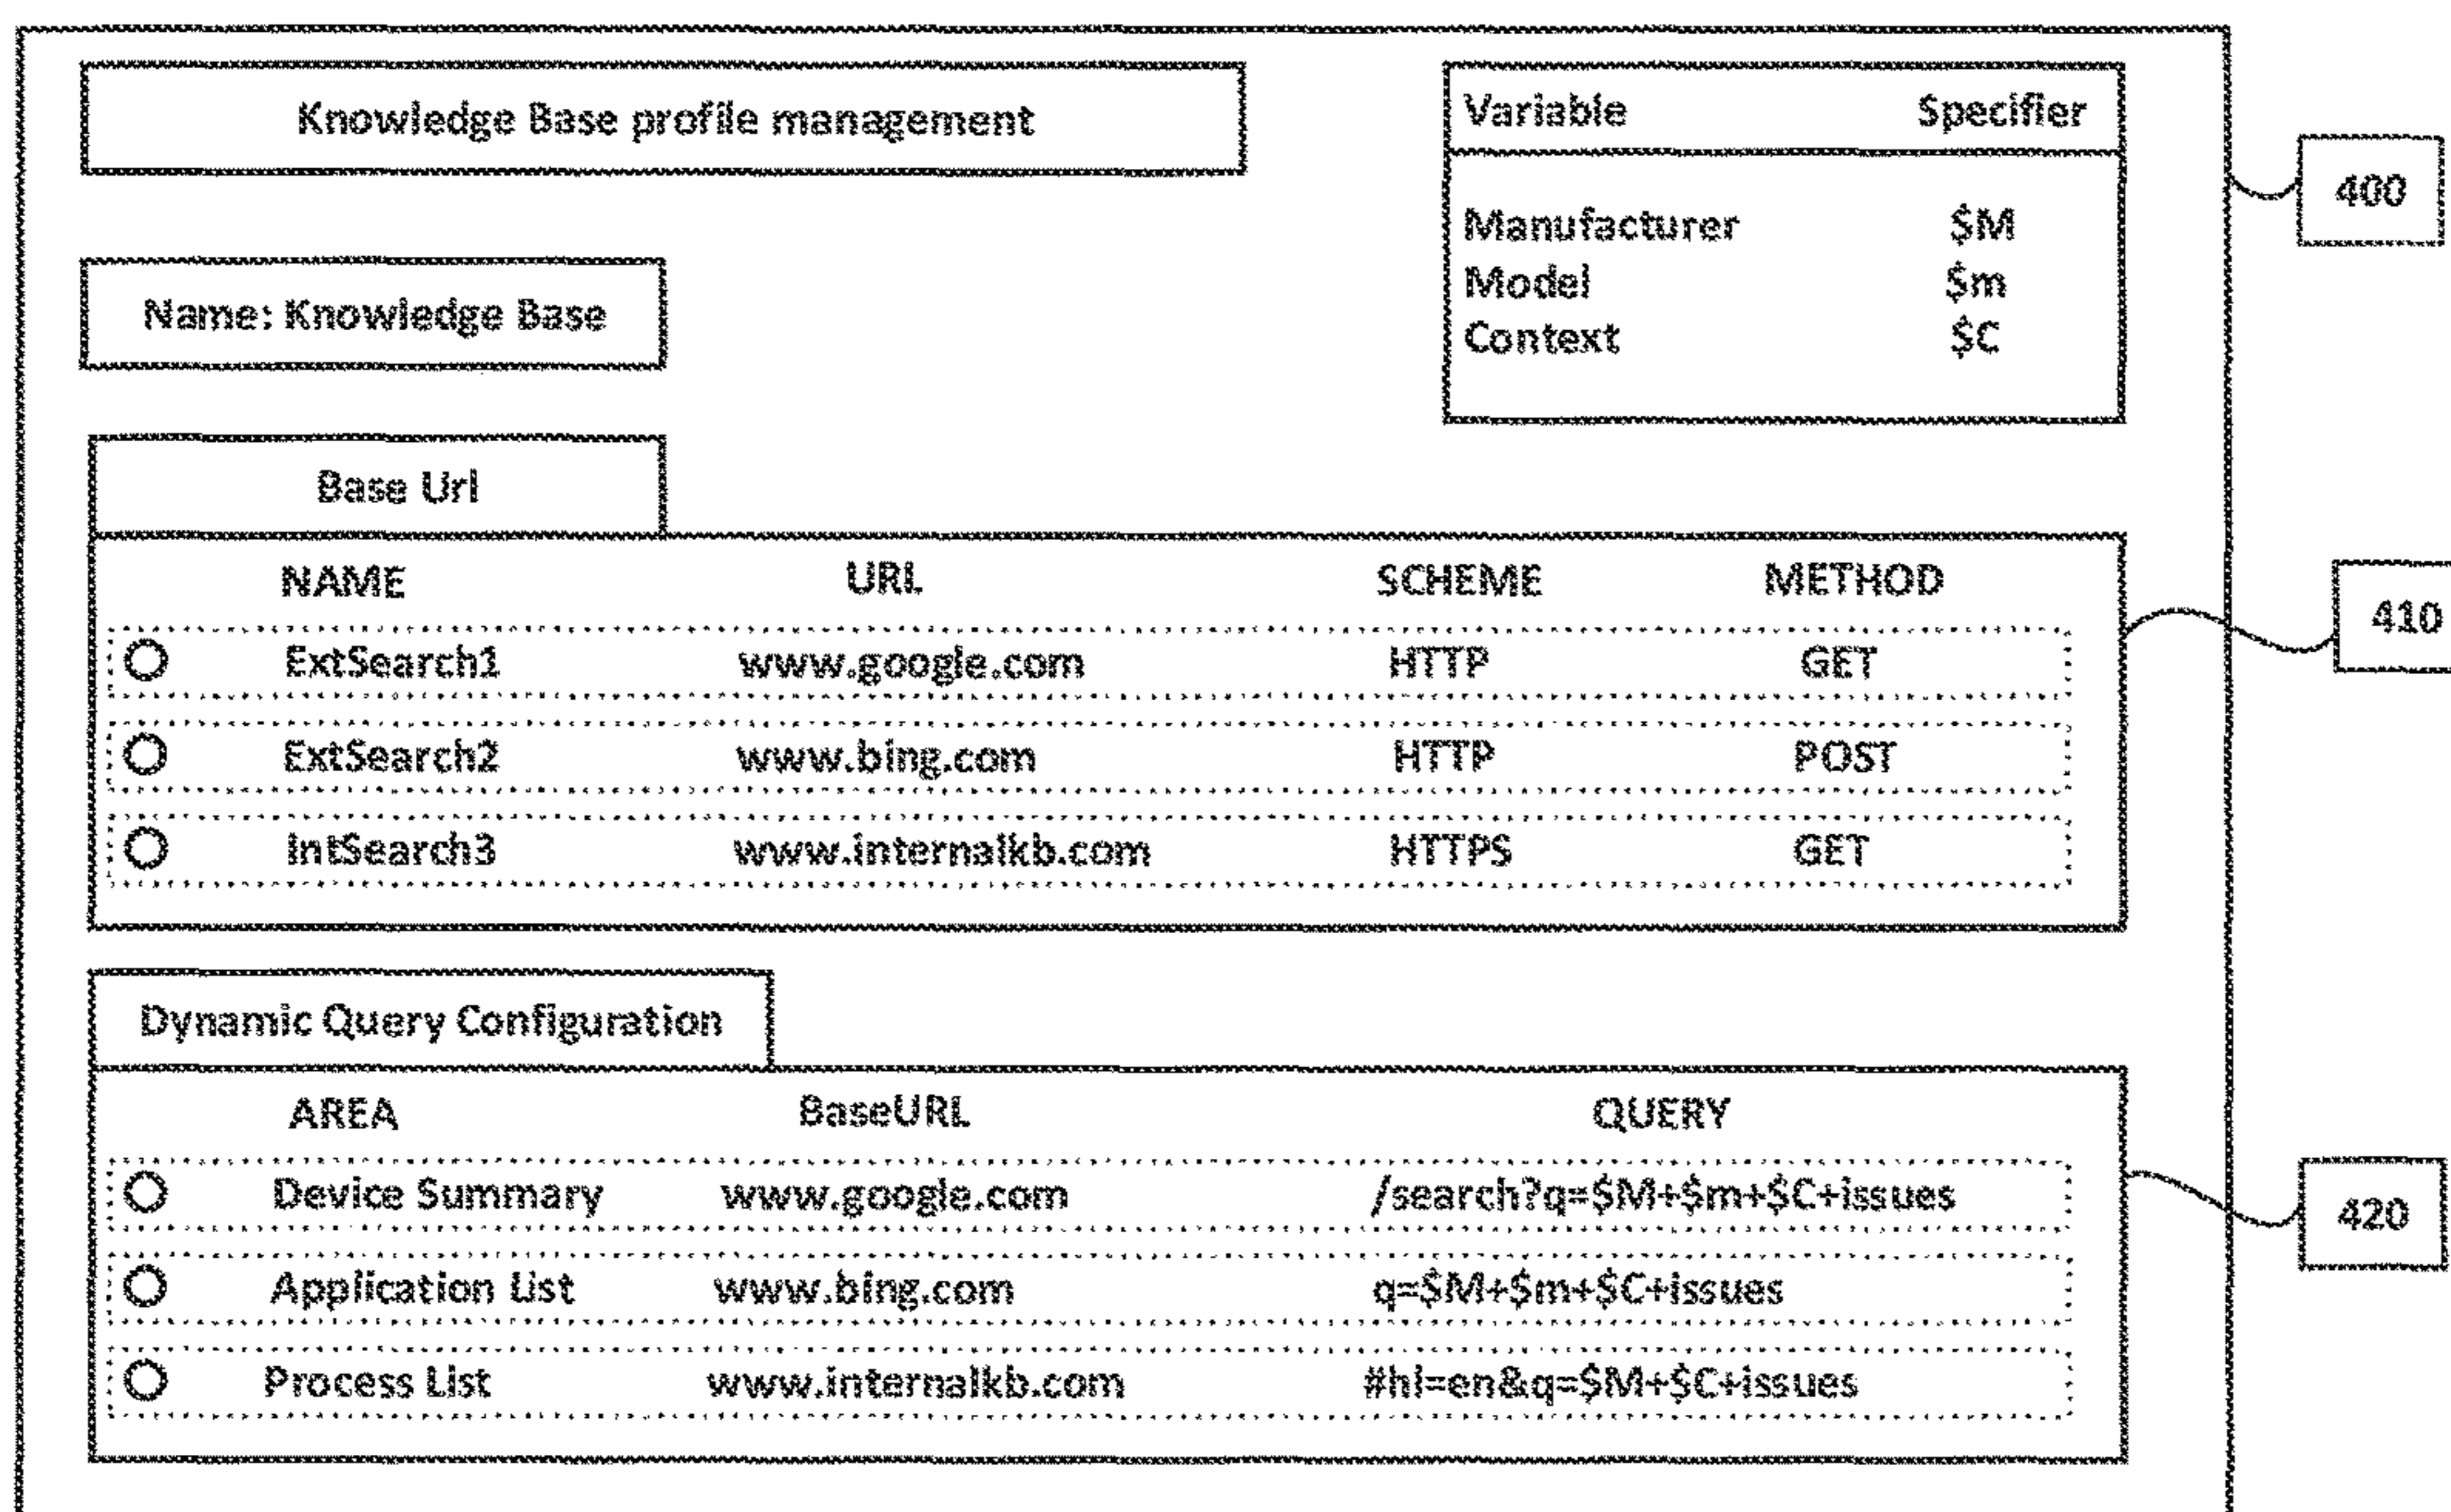 Knowledge Base profile management
Variable Specifier
400
Manufacturer $M
Model $m
Context $C
Name: Knowledge Base
Base Url
NAME URL SCHEME METHOD
410
ExtSearch1 www.google.com HTTP GET
ExtSearch2 www.bing.com HTTP POST
IntSearch3 www.internalkb.com HTTPS GET
Dynamic Query Configuration
AREA BaseURL QUERY
Device Summary www.google.com /search?q=$M+$m+$C+issues
420
Application List www.bing.com q=$M+$m+$C+issues
Process List www.internalkb.com #hl=en&q=$M+$C+issues